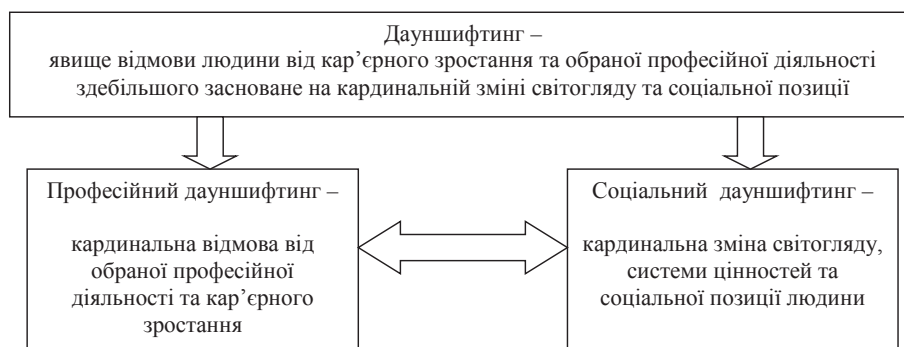 Дауншифтинг –
явище відмови людини від кар’єрного зростання та обраної професійної діяльності
здебільшого засноване на кардинальній зміні світогляду та соціальної позиції
Професійний дауншифтинг –
кардинальна відмова від
обраної професійної
діяльності та кар’єрного
зростання
Соціальний дауншифтинг –
кардинальна зміна світогляду,
системи цінностей та
соціальної позиції людини